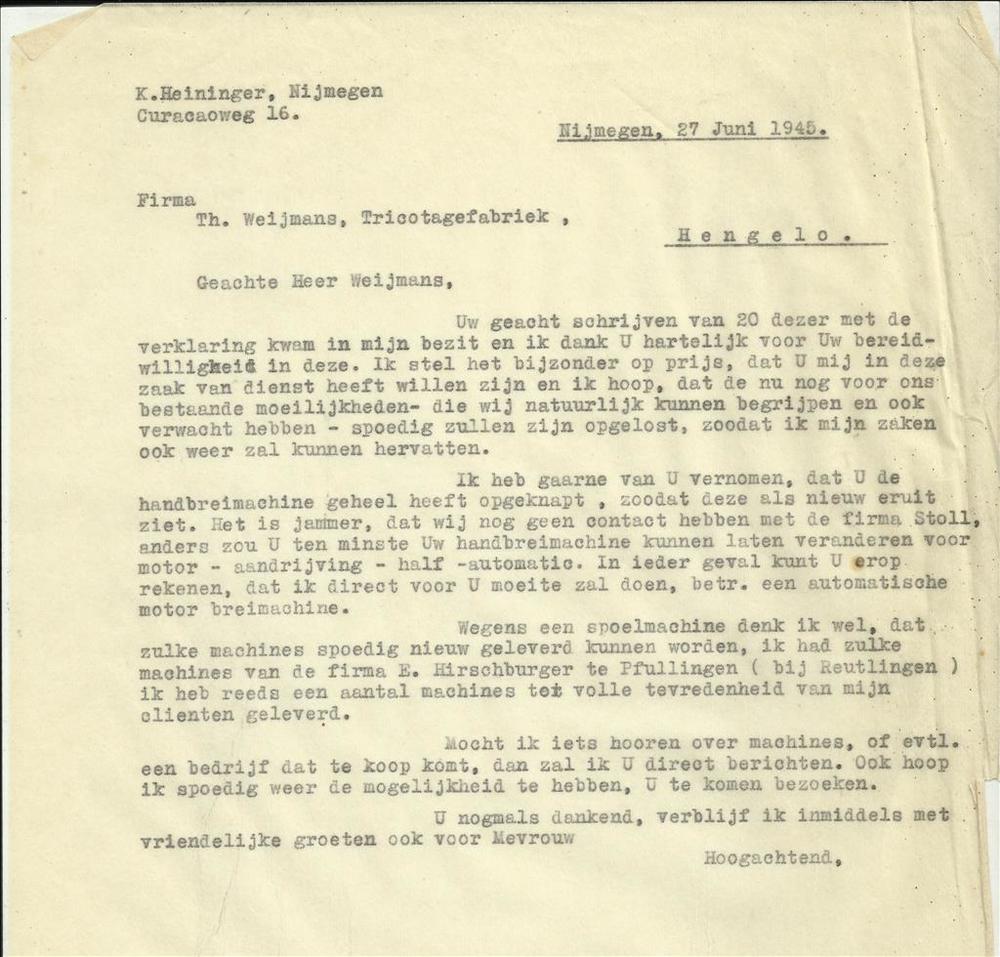 K.Heininger, Nijmegen
Curacaoweg 16.
Nijmegen, 27 Juni 1945.
Firma
Th. Weijmans, Tricotagefabriek ,
H e n g e l o .
Geachte Heer Weijmans,
Uw geacht schrijven van 20 dezer met de
verklaring kwam in mijn bezit en ik dank U hartelijk voor Uw bereid-
willigheid in deze. Ik stel het bijzonder op prijs, dat U mij in deze
zaak van dienst heeft willen zijn en ik hoop, dat de nu nog voor ons
bestaande moeilijkheden- die wij natuurlijk kunnen begrijpen en ook
verwacht hebben - spoedig zullen zijn opgelost, zoodat ik mijn zaken
ook weer zal kunnen hervatten.
Ik heb gaarne van U vernomen, dat U de
handbreimachine geheel heeft opgeknapt , zoodat deze als nieuw eruit
ziet. Het is jammer, dat wij nog geen contact hebben met de firma Stoll,
anders zou U ten minste Uw handbreimachine kunnen laten veranderen voor
motor - aandrijving - half -automatic. In ieder geval kunt U erop
rekenen, dat ik direct voor U moeite zal doen, betr. een automatische
motor breimachine.
Wegens een spoelmachine denk ik wel, dat
zulke machines spoedig nieuw geleverd kunnen worden, ik had zulke
machines van de firma E. Hirschburger te Pfullingen ( bij Reutlingen )
ik heb reeds een aantal machines tot volle tevredenheid van mijn
clienten geleverd.
Mocht ik iets hooren over machines, of evtl.
een bedrijf dat te koop komt, dan zal ik U direct berichten. Ook hoop
ik spoedig weer de mogelijkheid te hebben, U te komen bezoeken.
U nogmals dankend, verblijf ik inmiddels met
vriendelijke groeten ook voor Mevrouw
Hoogachtend,